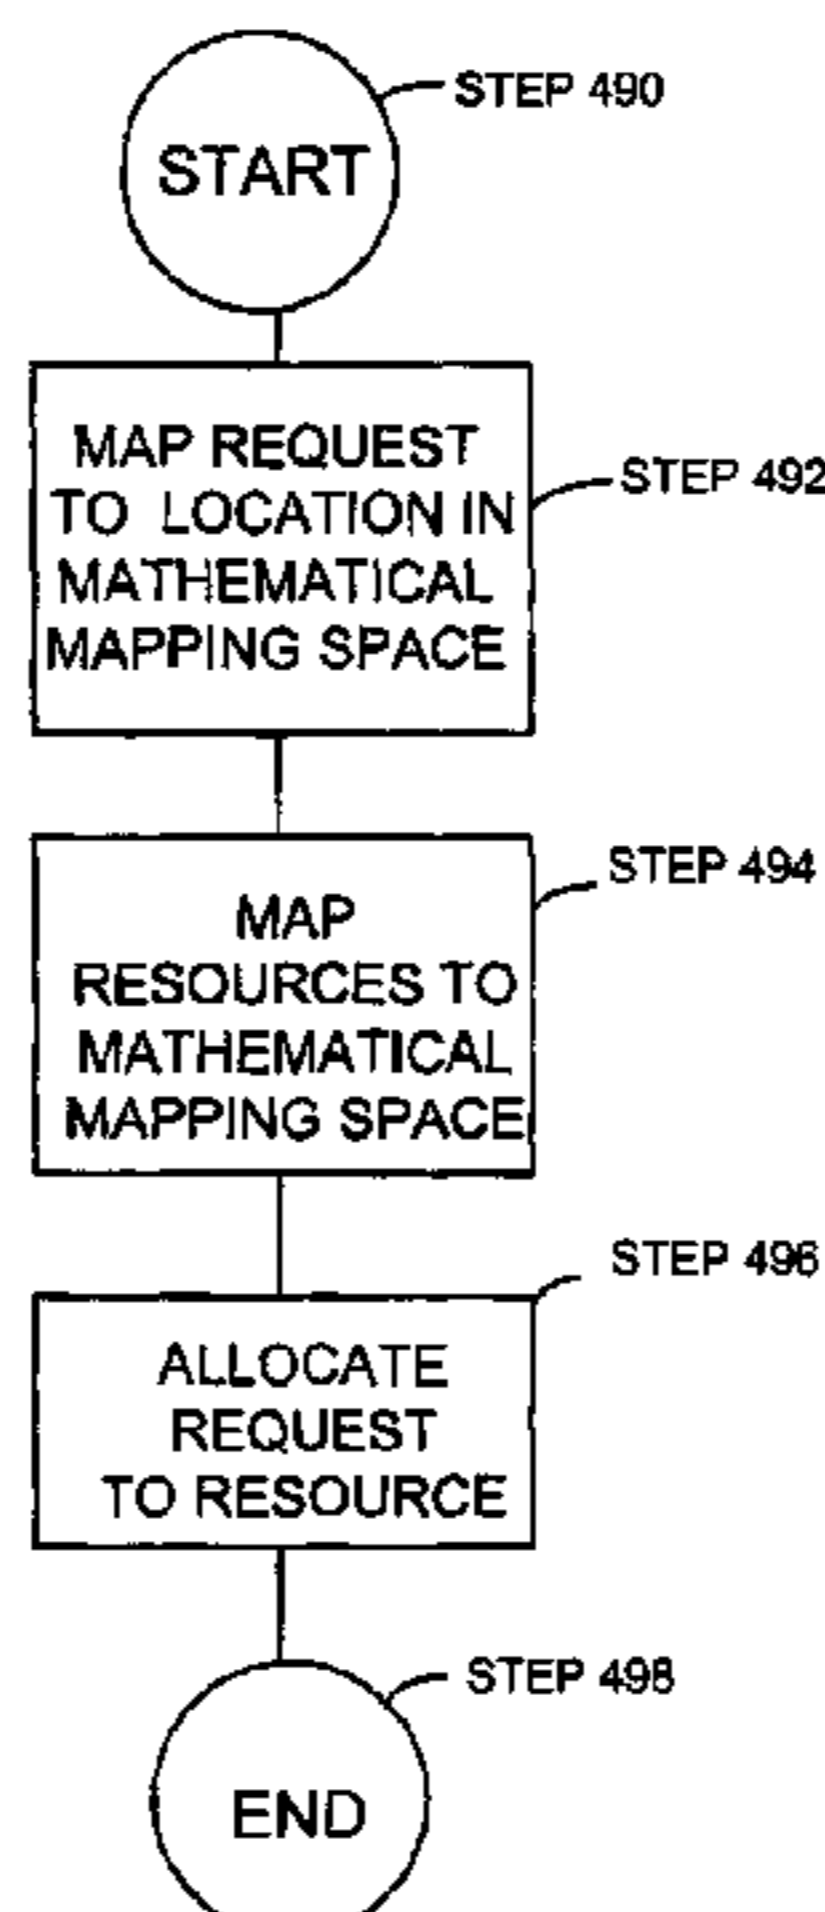 STEP 490
START
MAP REQUEST
TO LOCATION IN
MATHEMATICAL
MAPPING SPACE
STEP 492
STEP 494
MAP
RESOURCES TO
MATHEMATICAL
MAPPING SPACE
STEP 496
ALLOCATE
REQUEST
TO RESOURCE
STEP 498
END